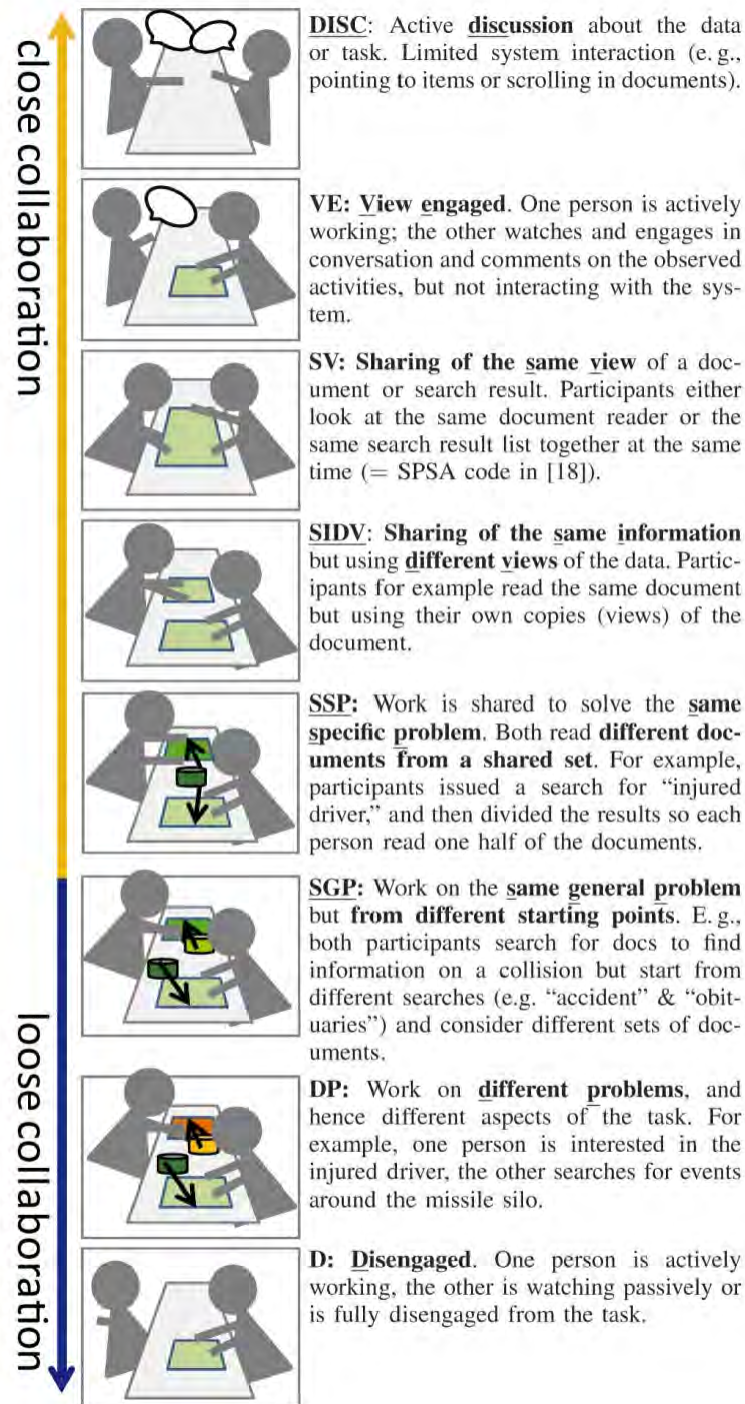 close collaboration
loose collaboration
DISC: Active discussion about the data
or task. Limited system interaction (e. g.,
pointing to items or scrolling in documents).
VE: View engaged. One person is actively
working; the other watches and engages in
conversation and comments on the observed
activities, but not interacting with the sys-
tem.
SV: Sharing of the same view of a doc-
ument or search result. Participants either
look at the same document reader or the
same search result list together at the same
time (= SPSA code in [18]).
SIDV: Sharing of the same information
but using different views of the data. Partic-
ipants for example read the same document
but using their own copies (views) of the
document.
SSP: Work is shared to solve the same
specific problem. Both read different doc-
uments from a shared set. For example,
participants issued a search for “injured
driver,” and then divided the results so each
person read one half of the documents.
SGP: Work on the same general problem
but from different starting points. E. g.,
both participants search for docs to find
information on a collision but start from
different searches (e.g. “accident” & “obit-
uaries”) and consider different sets of doc-
uments.
DP: Work on different problems, and
hence different aspects of the task. For
example, one person is interested in the
injured driver, the other searches for events
around the missile silo.
D: Disengaged. One person is actively
working, the other is watching passively or
is fully disengaged from the task.